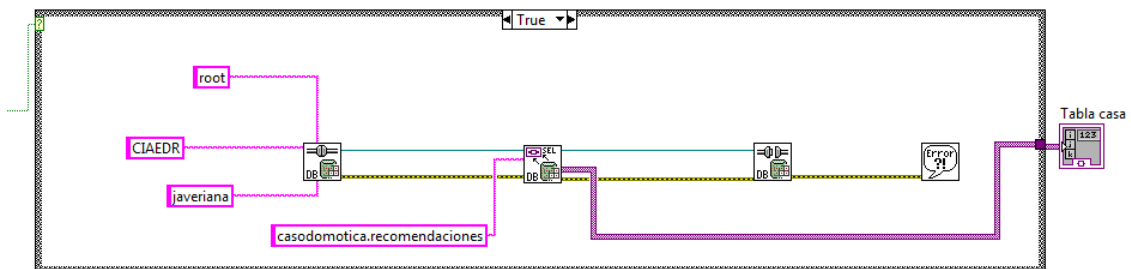 ?
True
root
Tabla casa
i 123
j
k
CIAEDR
SEL
Error
?!
DB
DB
DB
javeriana
casodomotica.recomendaciones